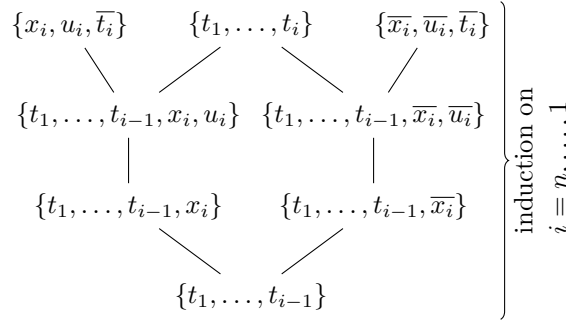 {x_i, u_i, \overline{t_i}} {t_1, . . . , t_i} {\overline{x_i}, \overline{u_i}, \overline{t_i}}
{t_1, . . . , t_{i−1}, x_i, u_i} {t_1, . . . , t_{i−1}, \overline{x_i}, \overline{u_i}}
{t_1, . . . , t_{i−1}, x_i} {t_1, . . . , t_{i−1}, \overline{x_i}}
{t_1, . . . , t_{i−1}}
induction on
i = n, . . . , 1